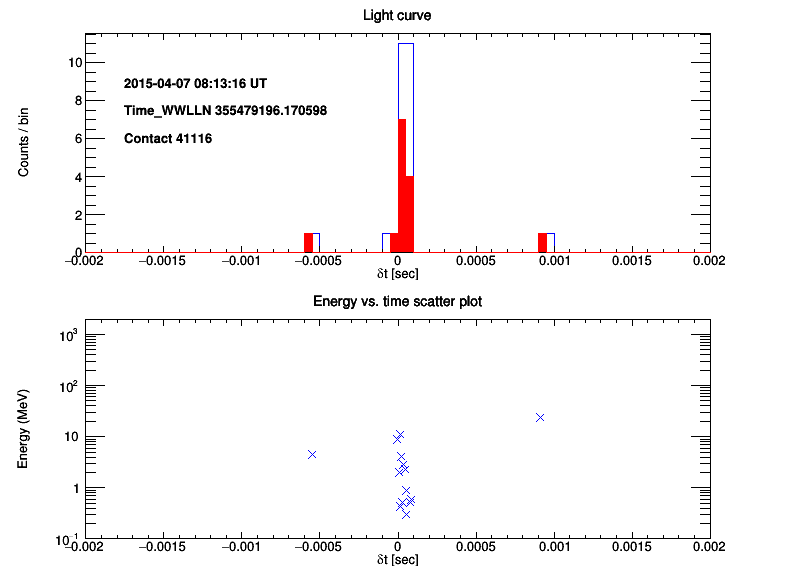 Light curve
Counts / bin
10
8
6
4
2
0
2015-04-07 08:13:16 UT
Time_WWLLN 355479196.170598
Contact 41116
−0.002 −0.0015 −0.001 −0.0005 0 0.0005 0.001 0.0015 0.002
δt [sec]
Energy vs. time scatter plot
Energy (MeV)
10³
10²
10
1
10⁻¹
−0.002 −0.0015 −0.001 −0.0005 0 0.0005 0.001 0.0015 0.002
δt [sec]